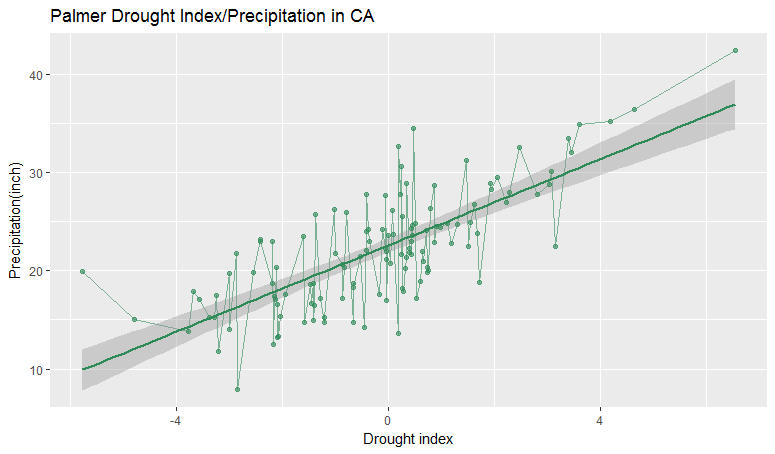 Palmer Drought Index/Precipitation in CA
40
30
20
10
Precipitation(inch)
-4 0 4
Drought index